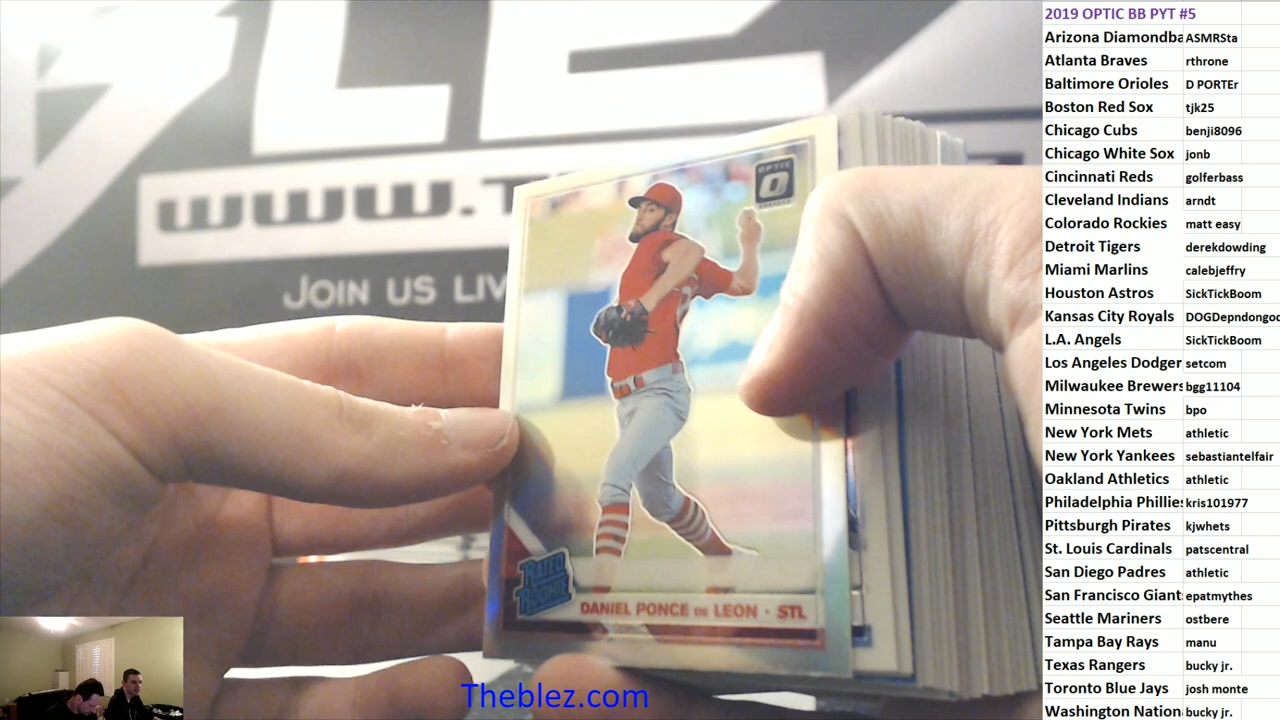 BLE
WWW.T
JOIN US LIV
OPTIC
O
RATED
ROOKIE
DANIEL PONCE DE LEON · STL
Theblez.com
2019 OPTIC BB PYT #5
Arizona Diamondba ASMRSta
Atlanta Braves rthrone
Baltimore Orioles D PORTEr
Boston Red Sox tjk25
Chicago Cubs benji8096
Chicago White Sox jonb
Cincinnati Reds golferbass
Cleveland Indians arndt
Colorado Rockies matt easy
Detroit Tigers derekdowding
Miami Marlins calebjeffry
Houston Astros SickTickBoom
Kansas City Royals DOGDepndongod
L.A. Angels SickTickBoom
Los Angeles Dodger setcom
Milwaukee Brewers bgg11104
Minnesota Twins bpo
New York Mets athletic
New York Yankees sebastiantelfair
Oakland Athletics athletic
Philadelphia Phillies kris101977
Pittsburgh Pirates kjwhets
St. Louis Cardinals patscentral
San Diego Padres athletic
San Francisco Giant epatmythes
Seattle Mariners ostbere
Tampa Bay Rays manu
Texas Rangers bucky jr.
Toronto Blue Jays josh monte
Washington Nation bucky jr.